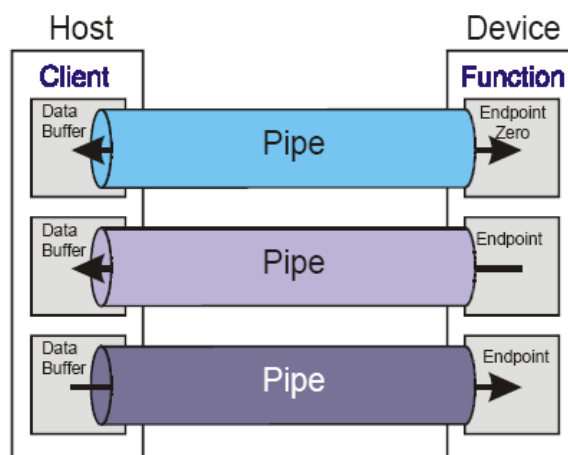 Host
Device
Client
Function
Data
Buffer
Pipe
Endpoint
Zero
Data
Buffer
Pipe
Endpoint
Data
Buffer
Pipe
Endpoint